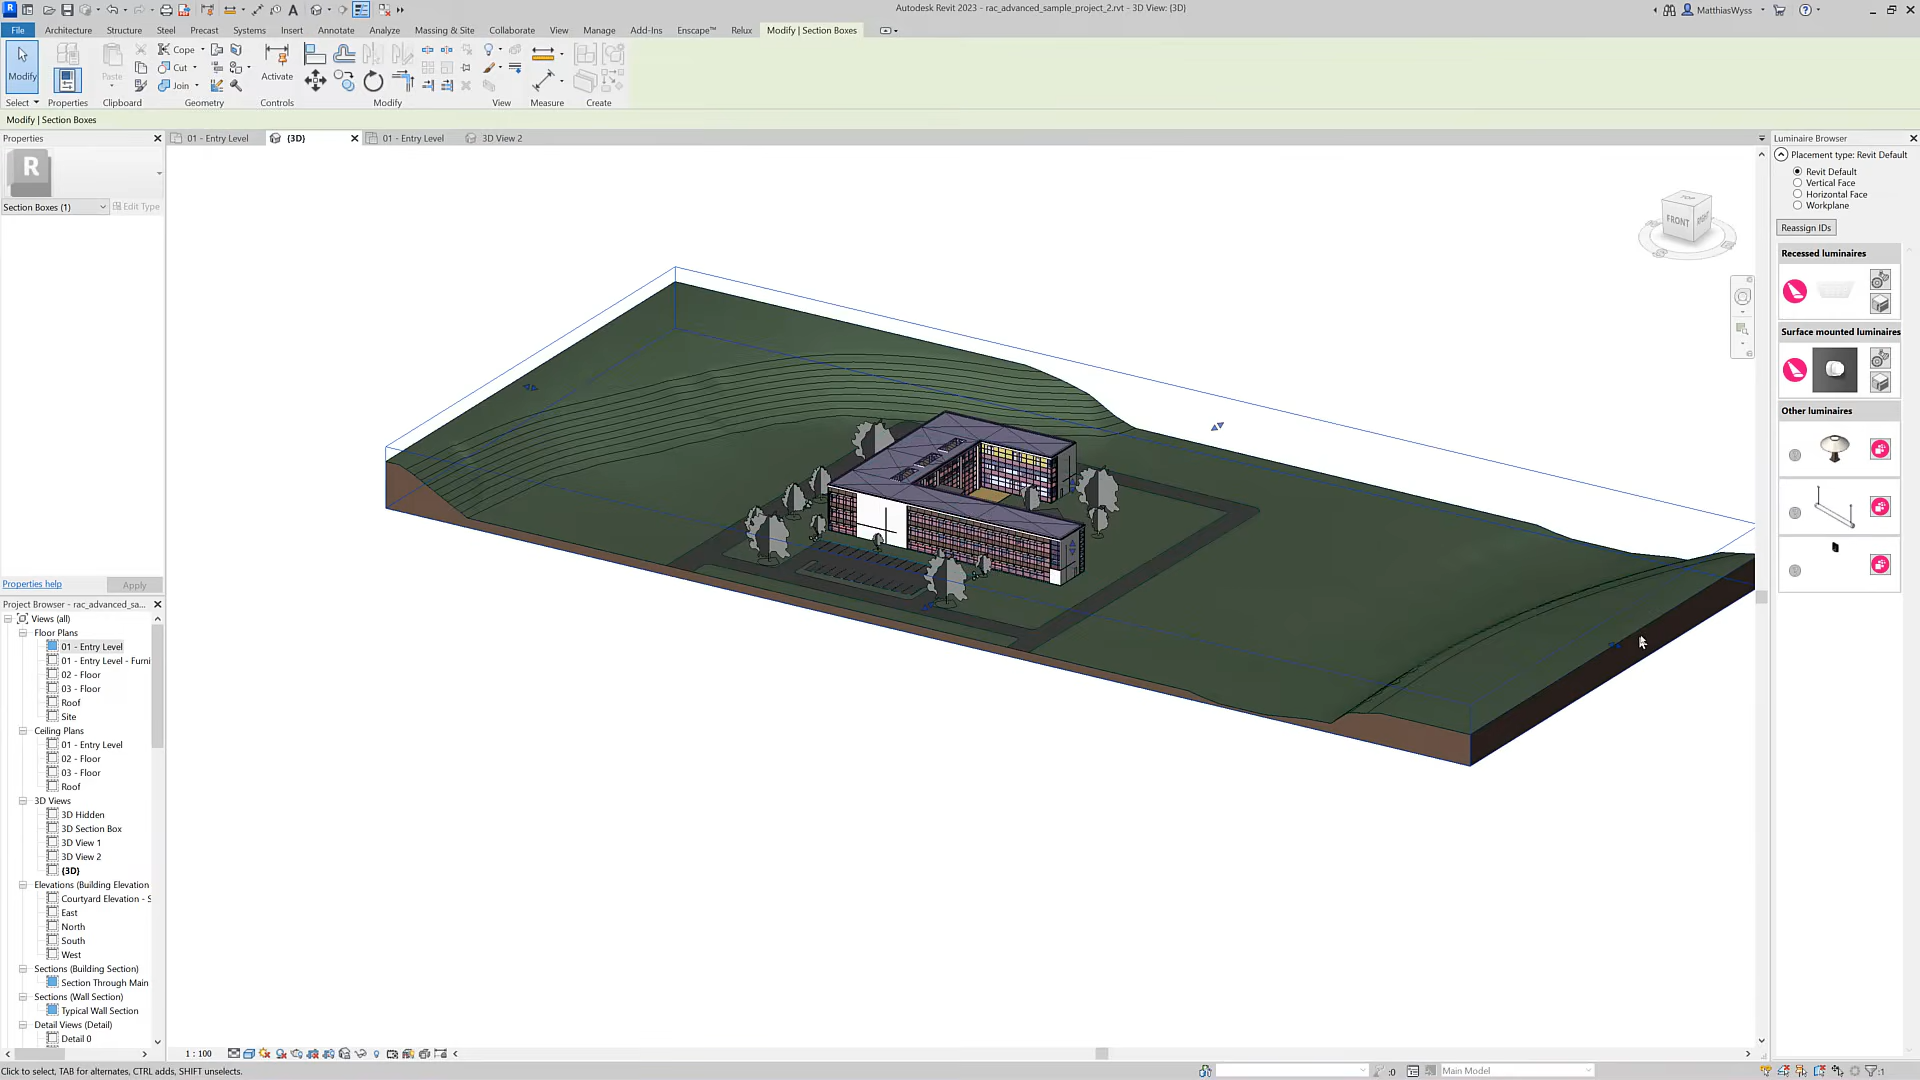 Autodesk Revit 2023 - rac_advanced_sample_project_2.rvt - 3D View: {3D}
MatthiasWyss
File
Architecture
Structure
Steel
Precast
Systems
Insert
Annotate
Analyze
Massing & Site
Collaborate
View
Manage
Add-Ins
Enscape™
Relux
Modify | Section Boxes
Modify
Paste
Cope
Cut
Join
Activate
Select
Properties
Clipboard
Geometry
Controls
Modify
View
Measure
Create
Modify | Section Boxes
Properties
R
Section Boxes (1)
Edit Type
Properties help
Apply
01 - Entry Level
{3D}
01 - Entry Level
3D View 2
TOP
FRONT
RIGHT
Luminaire Browser
Placement type: Revit Default
Revit Default
Vertical Face
Horizontal Face
Workplane
Reassign IDs
Recessed luminaires
Surface mounted luminaires
Other luminaires
Project Browser - rac_advanced_sa...
Views (all)
Floor Plans
01 - Entry Level
01 - Entry Level - Furni
02 - Floor
03 - Floor
Roof
Site
Ceiling Plans
01 - Entry Level
02 - Floor
03 - Floor
Roof
3D Views
3D Hidden
3D Section Box
3D View 1
3D View 2
{3D}
Elevations (Building Elevation
Courtyard Elevation - S
East
North
South
West
Sections (Building Section)
Section Through Main
Sections (Wall Section)
Typical Wall Section
Detail Views (Detail)
Detail 0
1 : 100
Click to select, TAB for alternates, CTRL adds, SHIFT unselects.
:0
Main Model
:1